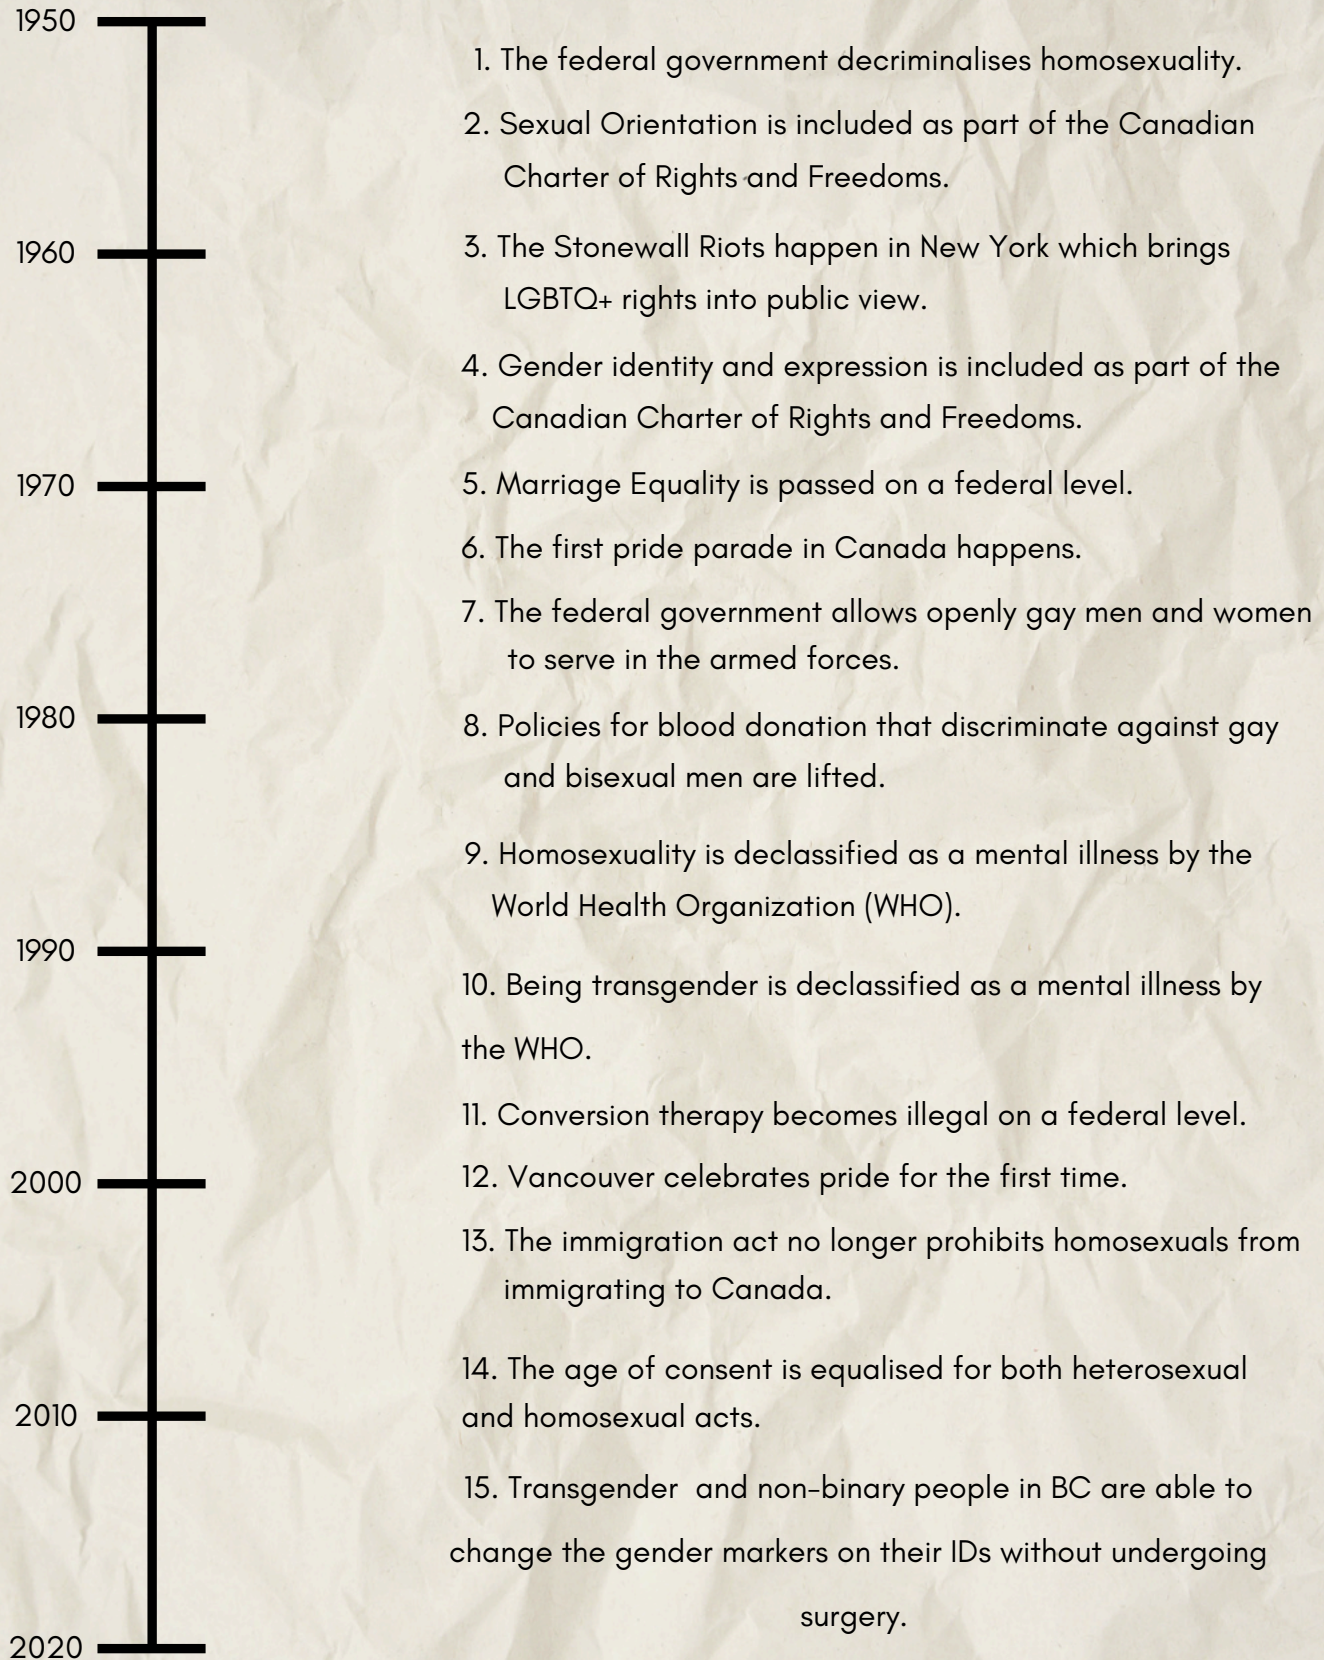 1950
1. The federal government decriminalises homosexuality.
2. Sexual Orientation is included as part of the Canadian
Charter of Rights and Freedoms.
1960
3. The Stonewall Riots happen in New York which brings
LGBTQ+ rights into public view.
4. Gender identity and expression is included as part of the
Canadian Charter of Rights and Freedoms.
1970
5. Marriage Equality is passed on a federal level.
6. The first pride parade in Canada happens.
7. The federal government allows openly gay men and women
to serve in the armed forces.
1980
8. Policies for blood donation that discriminate against gay
and bisexual men are lifted.
9. Homosexuality is declassified as a mental illness by the
World Health Organization (WHO).
1990
10. Being transgender is declassified as a mental illness by
the WHO.
11. Conversion therapy becomes illegal on a federal level.
2000
12. Vancouver celebrates pride for the first time.
13. The immigration act no longer prohibits homosexuals from
immigrating to Canada.
14. The age of consent is equalised for both heterosexual
and homosexual acts.
2010
15. Transgender  and non-binary people in BC are able to
change the gender markers on their IDs without undergoing
surgery.
2020